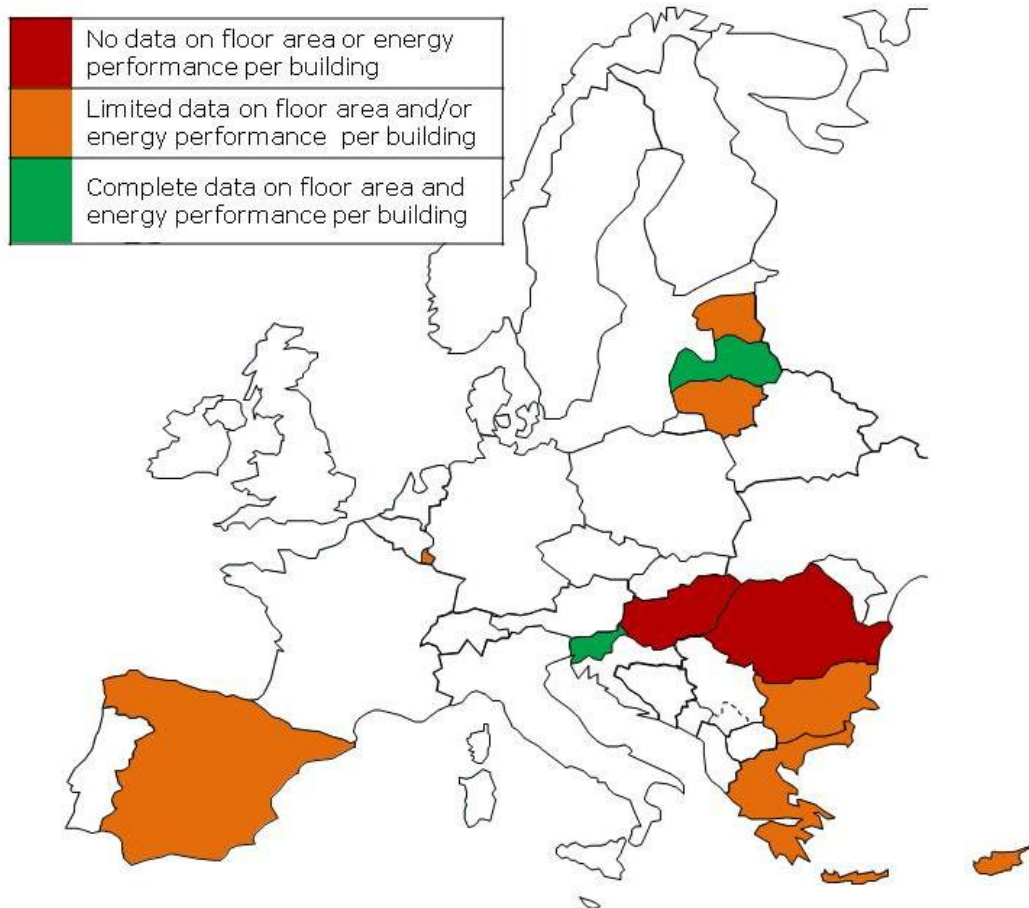 No data on floor area or energy
performance per building
Limited data on floor area and/or
energy performance  per building
Complete data on floor area and
energy performance per building